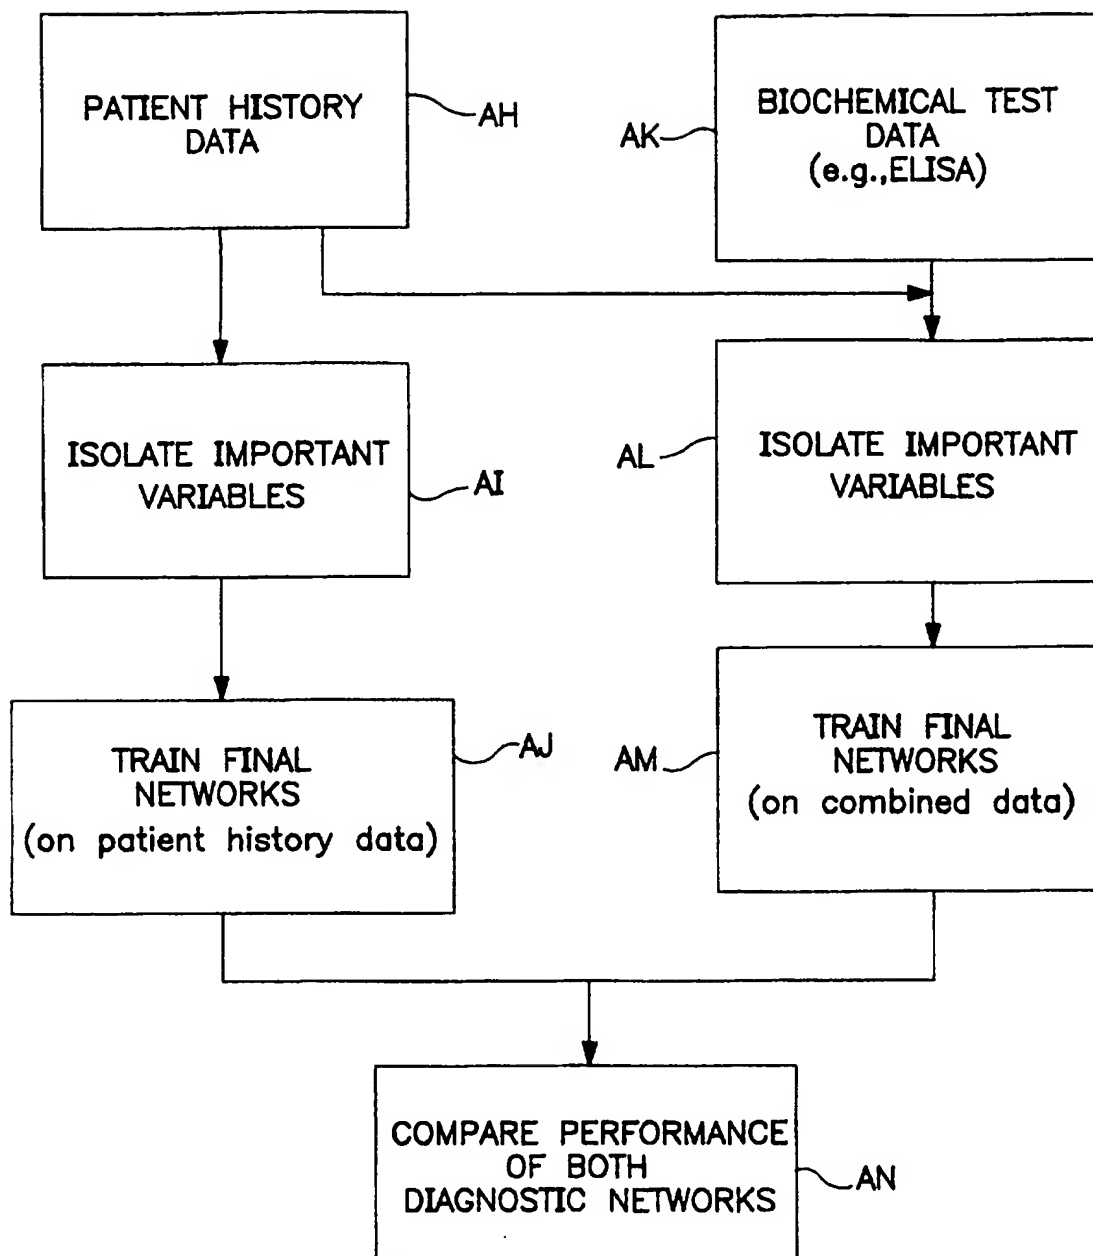 PATIENT HISTORY
DATA
AH
AK
BIOCHEMICAL TEST
DATA
(e.g.,ELISA)
ISOLATE IMPORTANT
VARIABLES
AI
AL
ISOLATE IMPORTANT
VARIABLES
TRAIN FINAL
NETWORKS
(on patient history data)
AJ
AM
TRAIN FINAL
NETWORKS
(on combined data)
COMPARE PERFORMANCE
OF BOTH
DIAGNOSTIC NETWORKS
AN